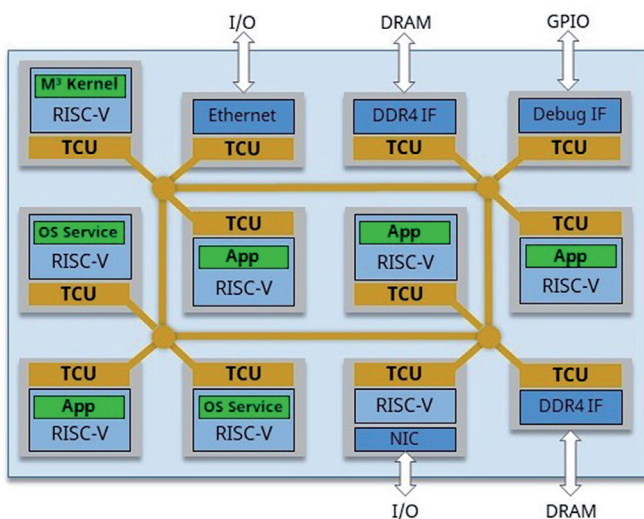 I/O
DRAM
GPIO
M³ Kernel
RISC-V
TCU
Ethernet
TCU
DDR4 IF
TCU
Debug IF
TCU
OS Service
RISC-V
TCU
TCU
App
RISC-V
App
RISC-V
TCU
TCU
App
RISC-V
TCU
App
RISC-V
TCU
OS Service
RISC-V
TCU
RISC-V
NIC
TCU
DDR4 IF
I/O
DRAM